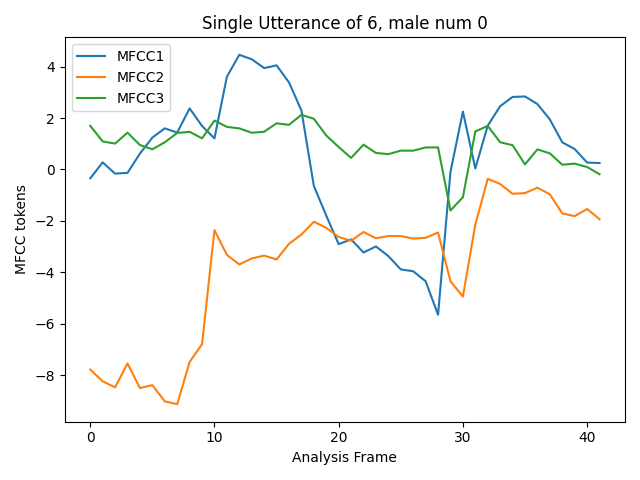 Single Utterance of 6, male num 0
MFCC1
MFCC2
MFCC3
MFCC tokens
4
2
0
−2
−4
−6
−8
0 10 20 30 40
Analysis Frame